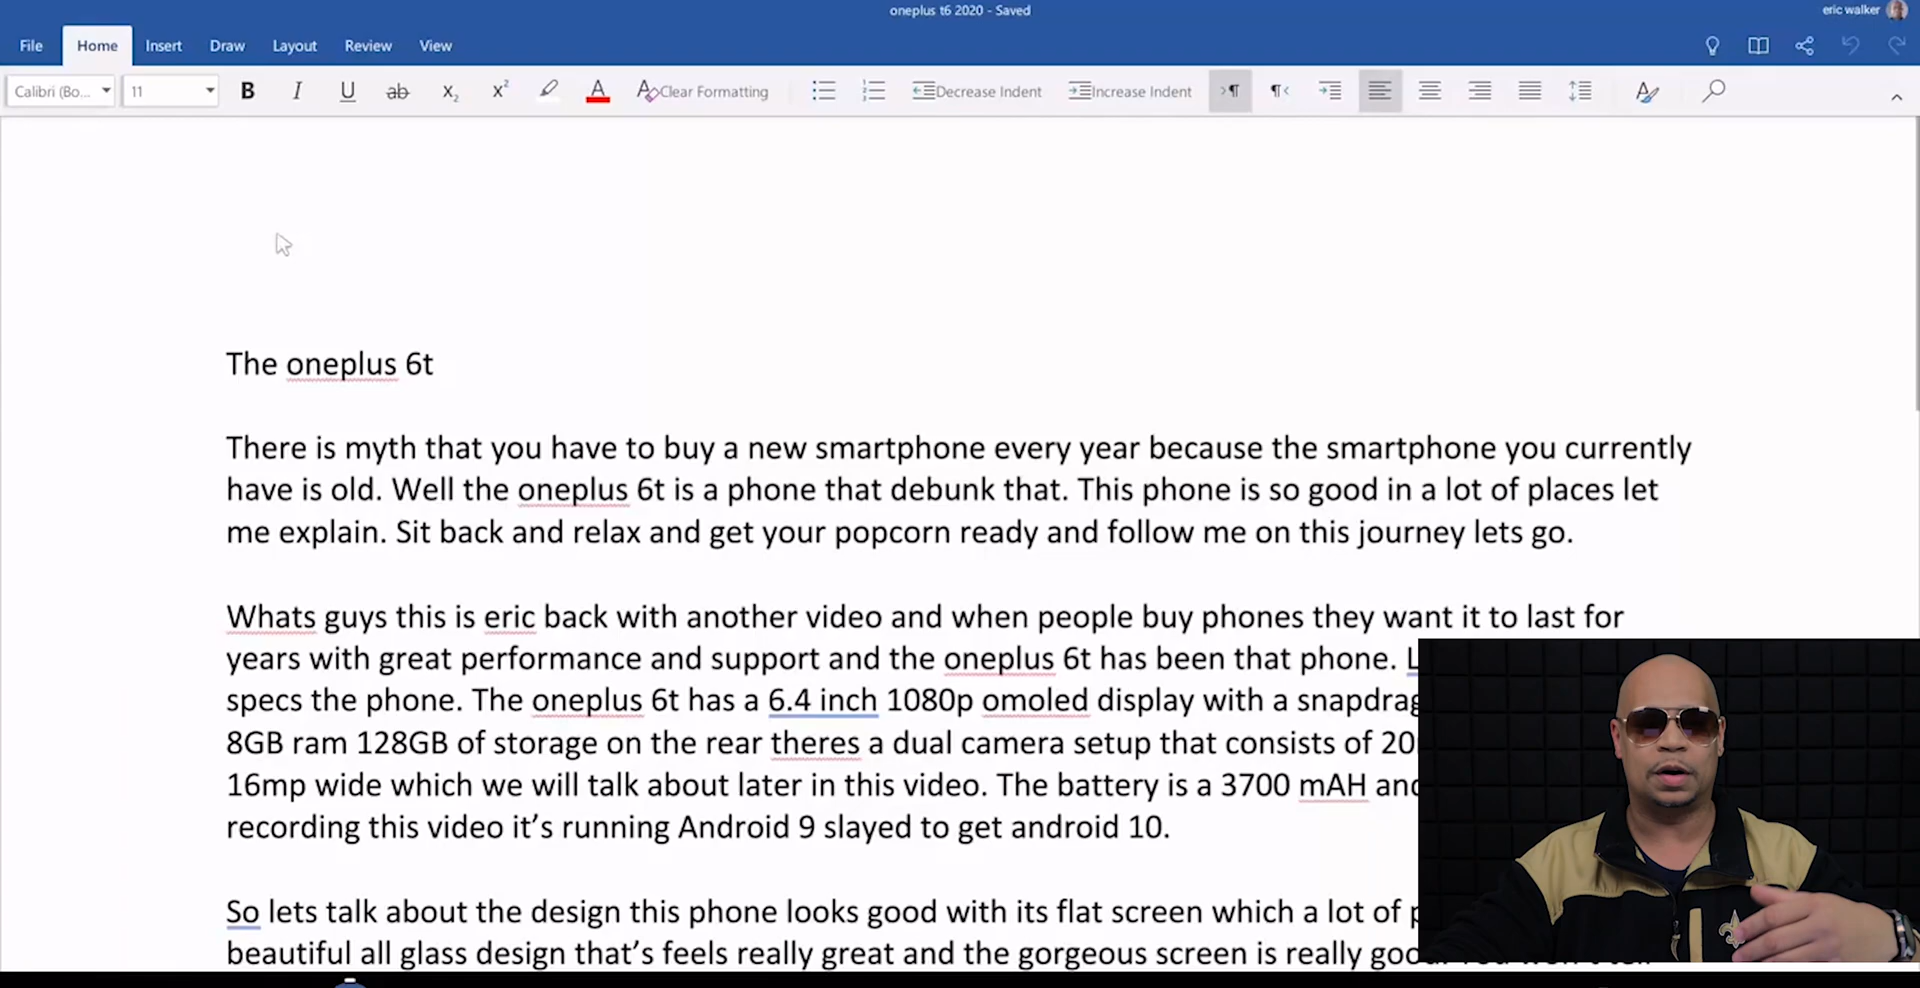 oneplus t6 2020 - Saved
eric walker
File Home Insert Draw Layout Review View
Calibri (Bo... 11 B I U ab X₂ X² A Clear Formatting Decrease Indent Increase Indent
The oneplus 6t
There is myth that you have to buy a new smartphone every year because the smartphone you currently
have is old. Well the oneplus 6t is a phone that debunk that. This phone is so good in a lot of places let
me explain. Sit back and relax and get your popcorn ready and follow me on this journey lets go.
Whats guys this is eric back with another video and when people buy phones they want it to last for
years with great performance and support and the oneplus 6t has been that phone.
specs the phone. The oneplus 6t has a 6.4 inch 1080p omoled display with a snapdrag
8GB ram 128GB of storage on the rear theres a dual camera setup that consists of 20
16mp wide which we will talk about later in this video. The battery is a 3700 mAH and
recording this video it's running Android 9 slayed to get android 10.
So lets talk about the design this phone looks good with its flat screen which a lot of
beautiful all glass design that's feels really great and the gorgeous screen is really good.